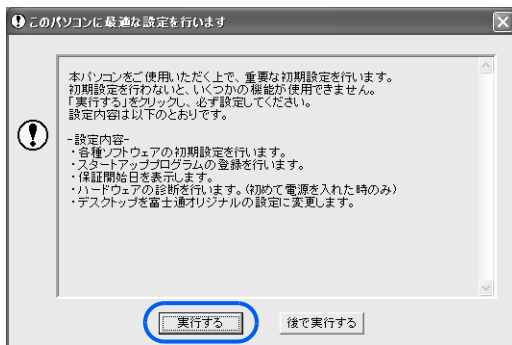 このパソコンに最適な設定を行います
本パソコンをご使用いただく上で、重要な初期設定を行います。
初期設定を行わないと、いくつかの機能が使用できません。
「実行する」をクリックし、必ず設定してください。
設定内容は以下のとおりです。
-設定内容-
・各種ソフトウェアの初期設定を行います。
・スタートアッププログラムの登録を行います。
・保証開始日を表示します。
・ハードウェアの診断を行います。(初めて電源を入れた時のみ)
・デスクトップを富士通オリジナルの設定に変更します。
実行する
後で実行する